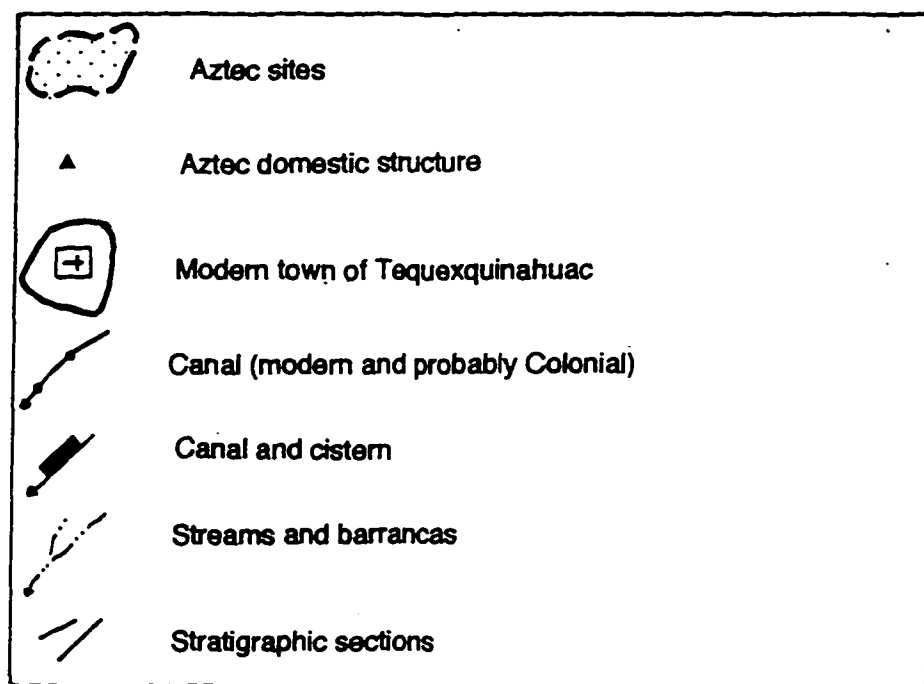 Aztec sites
Aztec domestic structure
Modern town of Tequexquinahuac
Canal (modern and probably Colonial)
Canal and cistern
Streams and barrancas
Stratigraphic sections